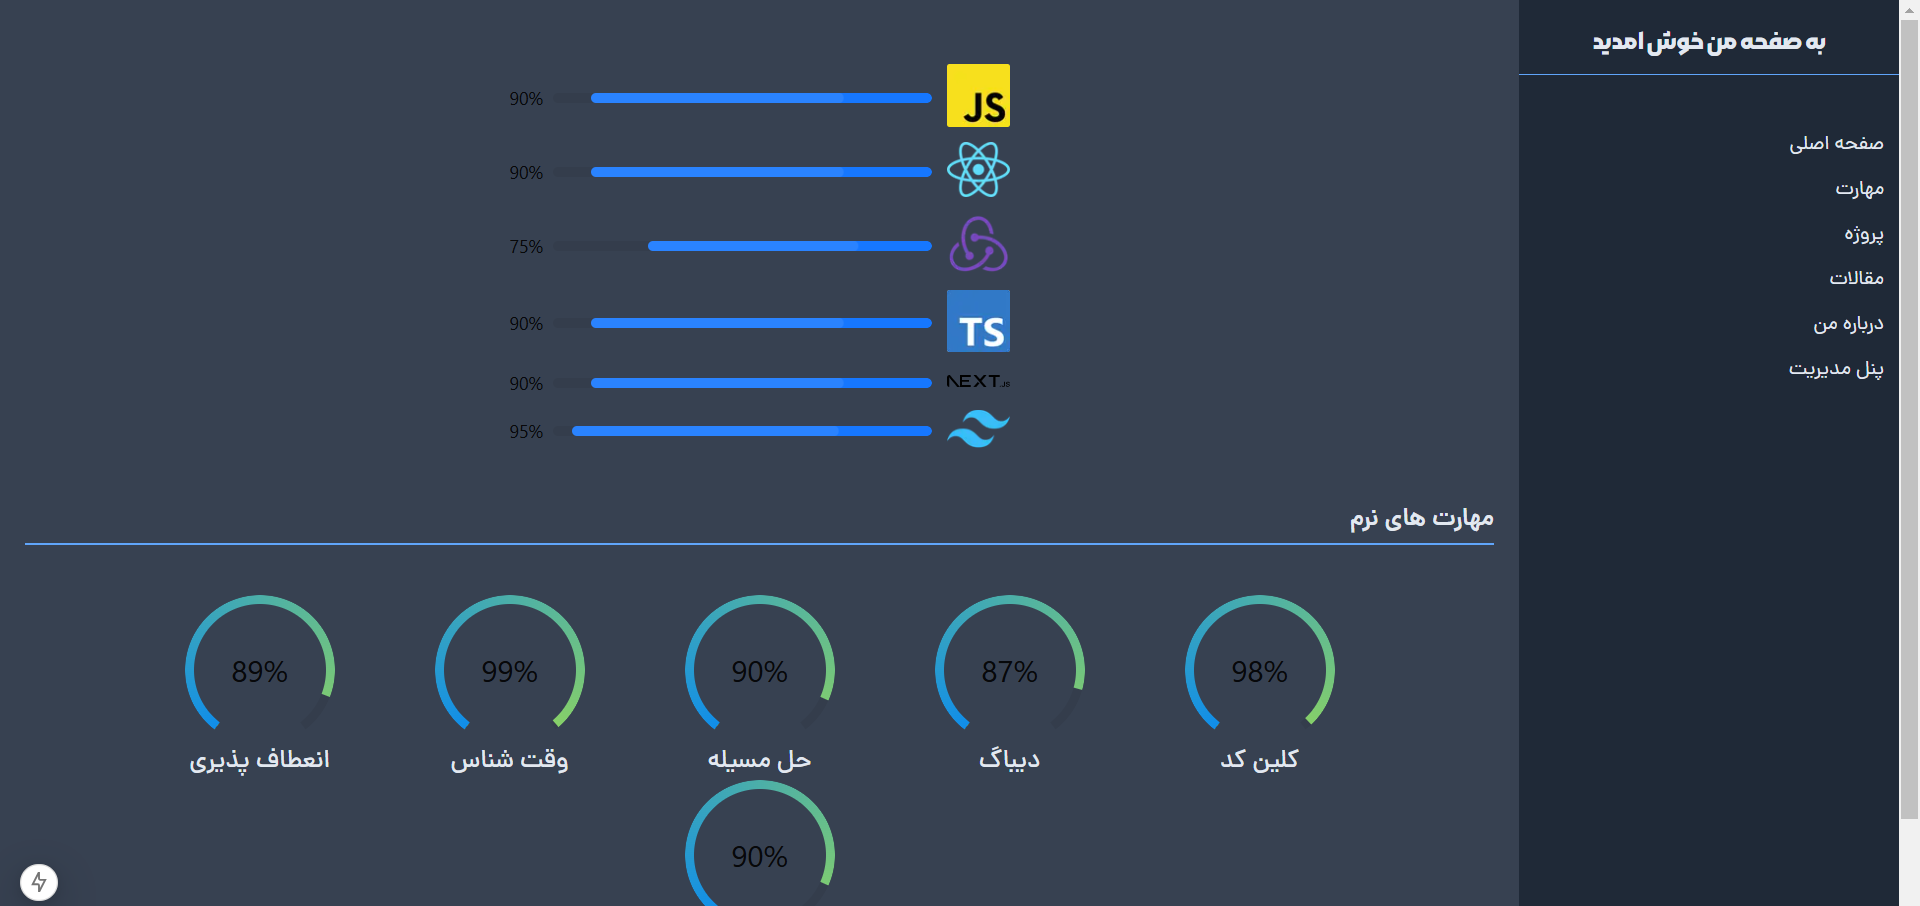 به صفحه من خوش امدید
صفحه اصلی
مهارت
پروژه
مقالات
درباره من
پنل مدیریت
JS
90%
90%
75%
TS
90%
NEXT.JS
90%
95%
مهارت های نرم
98%
کلین کد
87%
دیباگ
90%
حل مسیله
99%
وقت شناس
89%
انعطاف پذیری
90%